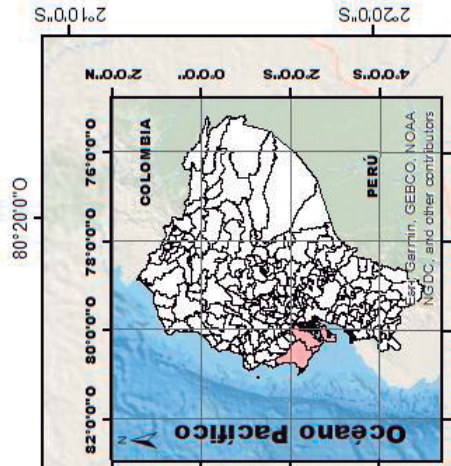 80°20'0"O
2°10'0"S
2°20'0"S
82°0'0"O
80°0'0"O
78°0'0"O
76°0'0"O
2°0'0"N
0°0'0"
2°0'0"S
4°0'0"S
N
COLOMBIA
Océano Pacífico
PERÚ
Esri, Garmin, GEBCO, NOAA
NGDC, and other contributors